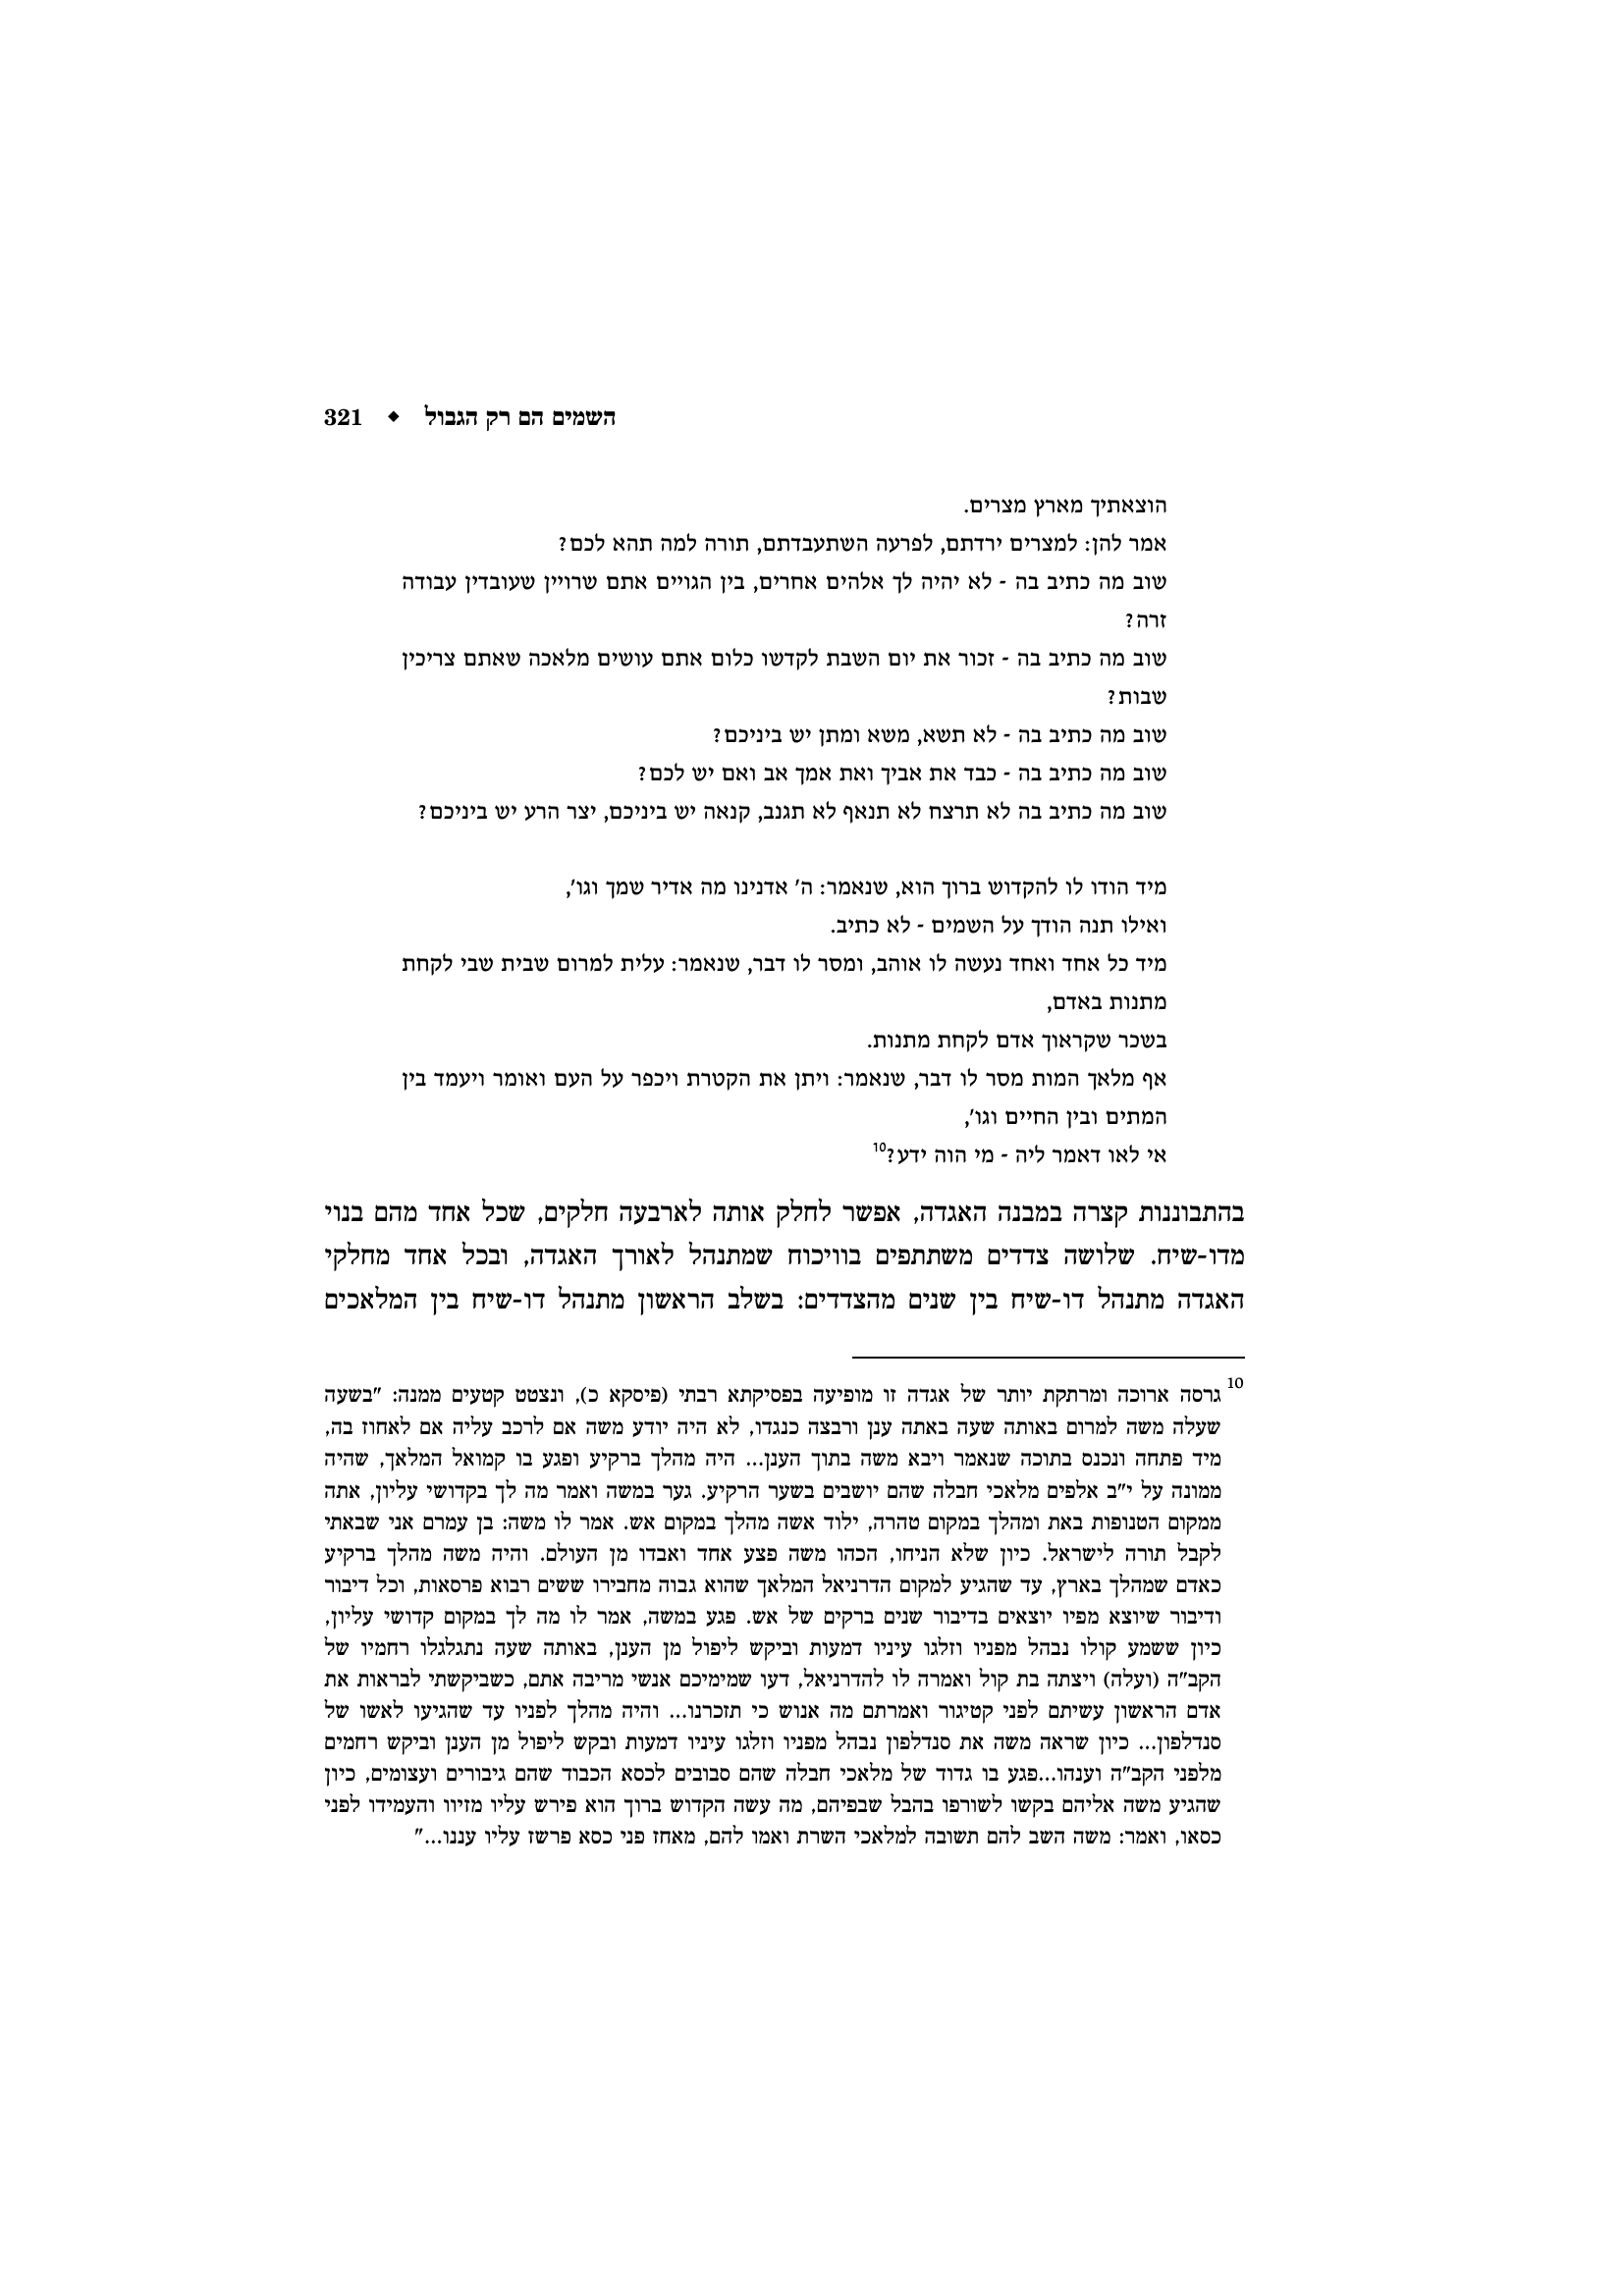 השמים הם רק הגבול ◆ 321
הוצאתיך מארץ מצרים.
אמר להן: למצרים ירדתם, לפרעה השתעבדתם, תורה למה תהא לכם?
שוב מה כתיב בה - לא יהיה לך אלהים אחרים, בין הגויים אתם שרויין שעובדין עבודה
זרה?
שוב מה כתיב בה - זכור את יום השבת לקדשו כלום אתם עושים מלאכה שאתם צריכין
שבות?
שוב מה כתיב בה - לא תשא, משא ומתן יש ביניכם?
שוב מה כתיב בה - כבד את אביך ואת אמך אב ואם יש לכם?
שוב מה כתיב בה לא תרצח לא תנאף לא תגנב, קנאה יש ביניכם, יצר הרע יש ביניכם?
מיד הודו לו להקדוש ברוך הוא, שנאמר: ה' אדנינו מה אדיר שמך וגו',
ואילו תנה הודך על השמים - לא כתיב.
מיד כל אחד ואחד נעשה לו אוהב, ומסר לו דבר, שנאמר: עלית למרום שבית שבי לקחת
מתנות באדם,
בשכר שקראוך אדם לקחת מתנות.
אף מלאך המות מסר לו דבר, שנאמר: ויתן את הקטרת ויכפר על העם ואומר ויעמד בין
המתים ובין החיים וגו',
אי לאו דאמר ליה - מי הוה ידע?10
בהתבוננות קצרה במבנה האגדה, אפשר לחלק אותה לארבעה חלקים, שכל אחד מהם בנוי
מדו-שיח. שלושה צדדים משתתפים בוויכוח שמתנהל לאורך האגדה, ובכל אחד מחלקי
האגדה מתנהל דו-שיח בין שנים מהצדדים: בשלב הראשון מתנהל דו-שיח בין המלאכים
10 גרסה ארוכה ומרתקת יותר של אגדה זו מופיעה בפסיקתא רבתי (פיסקא כ), ונצטט קטעים ממנה: "בשעה
שעלה משה למרום באותה שעה באתה ענן ורבצה כנגדו, לא היה יודע משה אם לרכב עליה אם לאחוז בה,
מיד פתחה ונכנס בתוכה שנאמר ויבא משה בתוך הענן... היה מהלך ברקיע ופגע בו קמואל המלאך, שהיה
ממונה על י"ב אלפים מלאכי חבלה שהם יושבים בשער הרקיע. גער במשה ואמר מה לך בקדושי עליון, אתה
ממקום הטנופות באת ומהלך במקום טהרה, ילוד אשה מהלך במקום אש. אמר לו משה: בן עמרם אני שבאתי
לקבל תורה לישראל. כיון שלא הניחו, הכהו משה פצע אחד ואבדו מן העולם. והיה משה מהלך ברקיע
כאדם שמהלך בארץ, עד שהגיע למקום הדרניאל המלאך שהוא גבוה מחבירו ששים רבוא פרסאות, וכל דיבור
ודיבור שיוצא מפיו יוצאים בדיבור שנים ברקים של אש. פגע במשה, אמר לו מה לך במקום קדושי עליון,
כיון ששמע קולו נבהל מפניו וזלגו עיניו דמעות וביקש ליפול מן הענן, באותה שעה נתגלגלו רחמיו של
הקב"ה (ועלה) ויצתה בת קול ואמרה לו להדרניאל, דעו שמימיכם אנשי מריבה אתם, כשביקשתי לבראות את
אדם הראשון עשיתם לפני קטיגור ואמרתם מה אנוש כי תזכרנו... והיה מהלך לפניו עד שהגיעו לאשו של
סנדלפון... כיון שראה משה את סנדלפון נבהל מפניו וזלגו עיניו דמעות ובקש ליפול מן הענן וביקש רחמים
מלפני הקב"ה וענהו...פגע בו גדוד של מלאכי חבלה שהם סבובים לכסא הכבוד שהם גיבורים ועצומים, כיון
שהגיע משה אליהם בקשו לשורפו בהבל שבפיהם, מה עשה הקדוש ברוך הוא פירש עליו מזיוו והעמידו לפני
כסאו, ואמר: משה השב להם תשובה למלאכי השרת ואמו להם, מאחז פני כסא פרשז עליו עננו..."